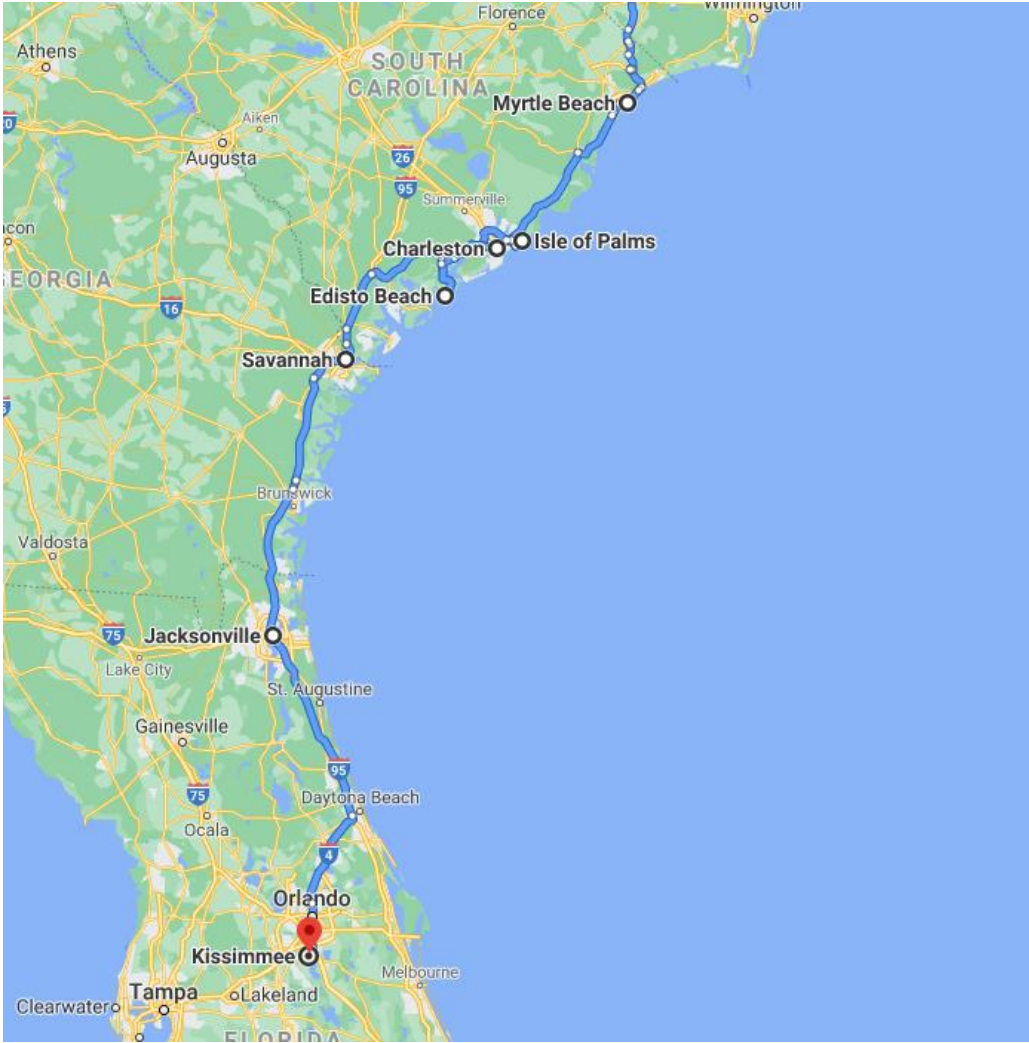 Wilmington
Florence
Athens
SOUTH
CAROLINA
Myrtle Beach
Aiken
20
Augusta
26
95
Summerville
acon
Charleston
Isle of Palms
GEORGIA
Edisto Beach
16
Savannah
Brunswick
Valdosta
75
Jacksonville
Lake City
St. Augustine
Gainesville
95
75
Daytona Beach
Ocala
4
Orlando
Kissimmee
Melbourne
Tampa
Lakeland
Clearwater
FLORIDA